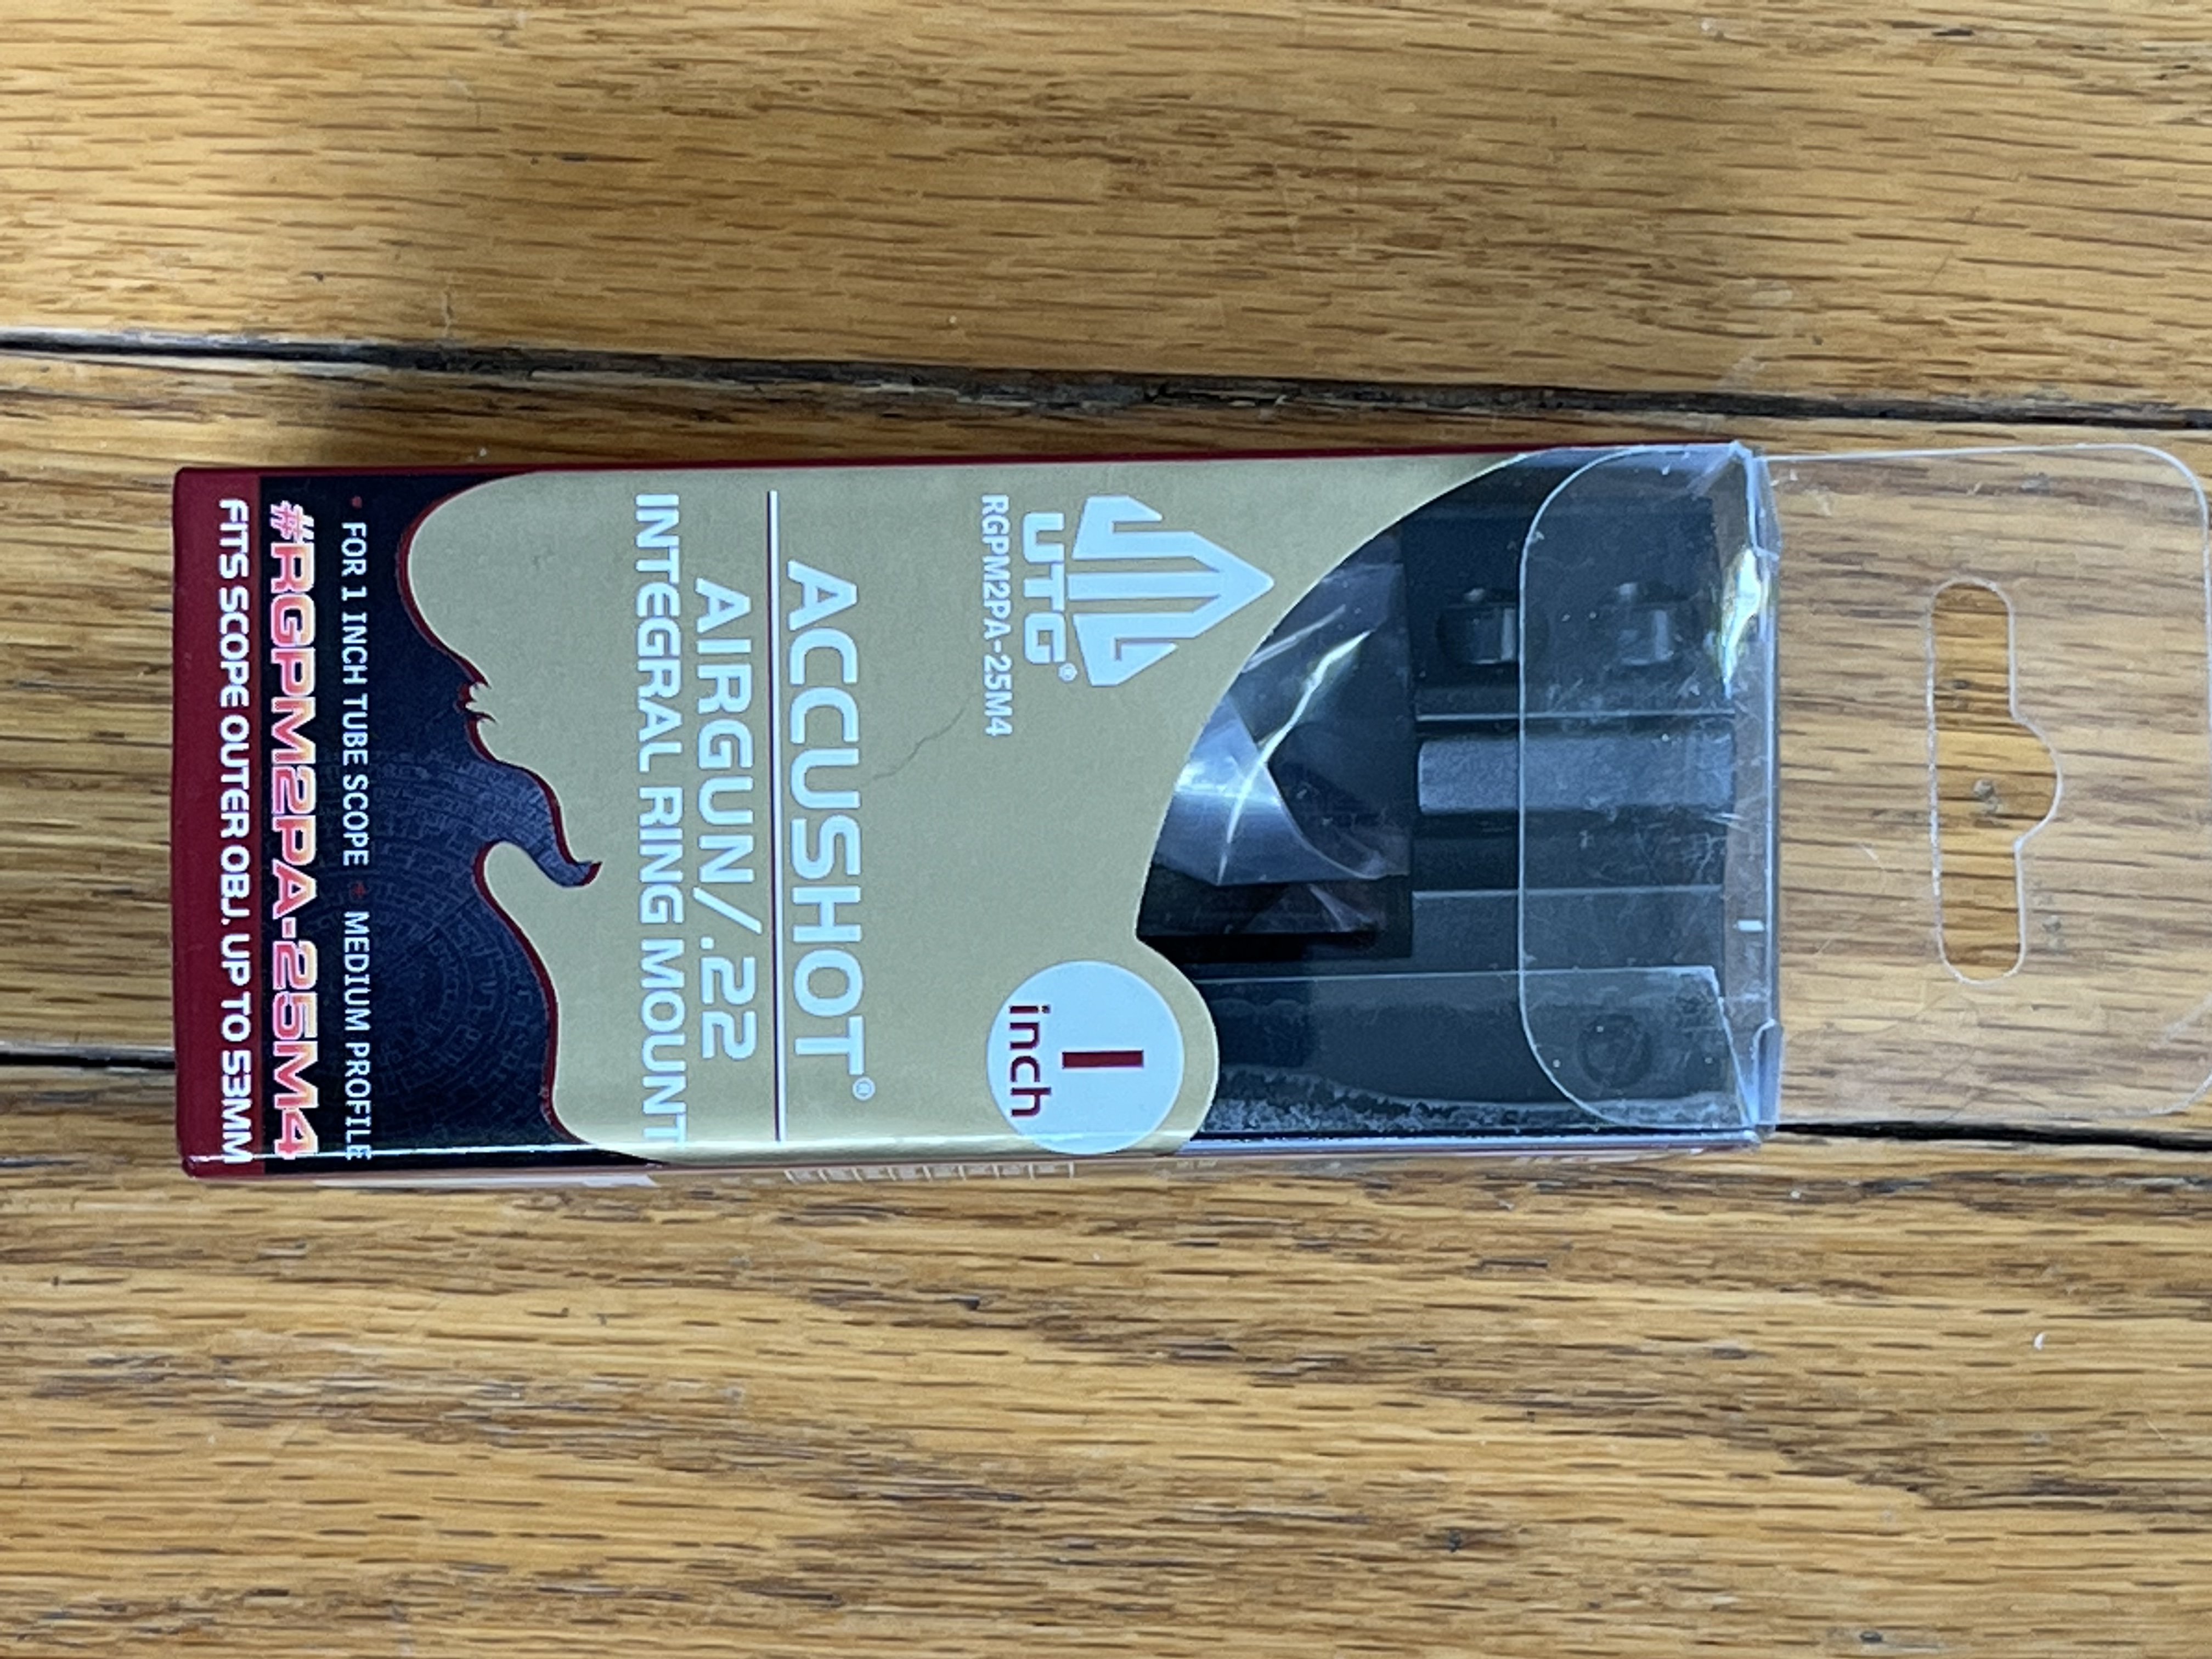 UTG®
RGPM2PA-25M4
1
inch
ACCUSHOT®
AIRGUN/.22
INTEGRAL RING MOUNT
• FOR 1 INCH TUBE SCOPE • MEDIUM PROFILE
#RGPM2PA-25M4
FITS SCOPE OUTER OBJ. UP TO 53MM